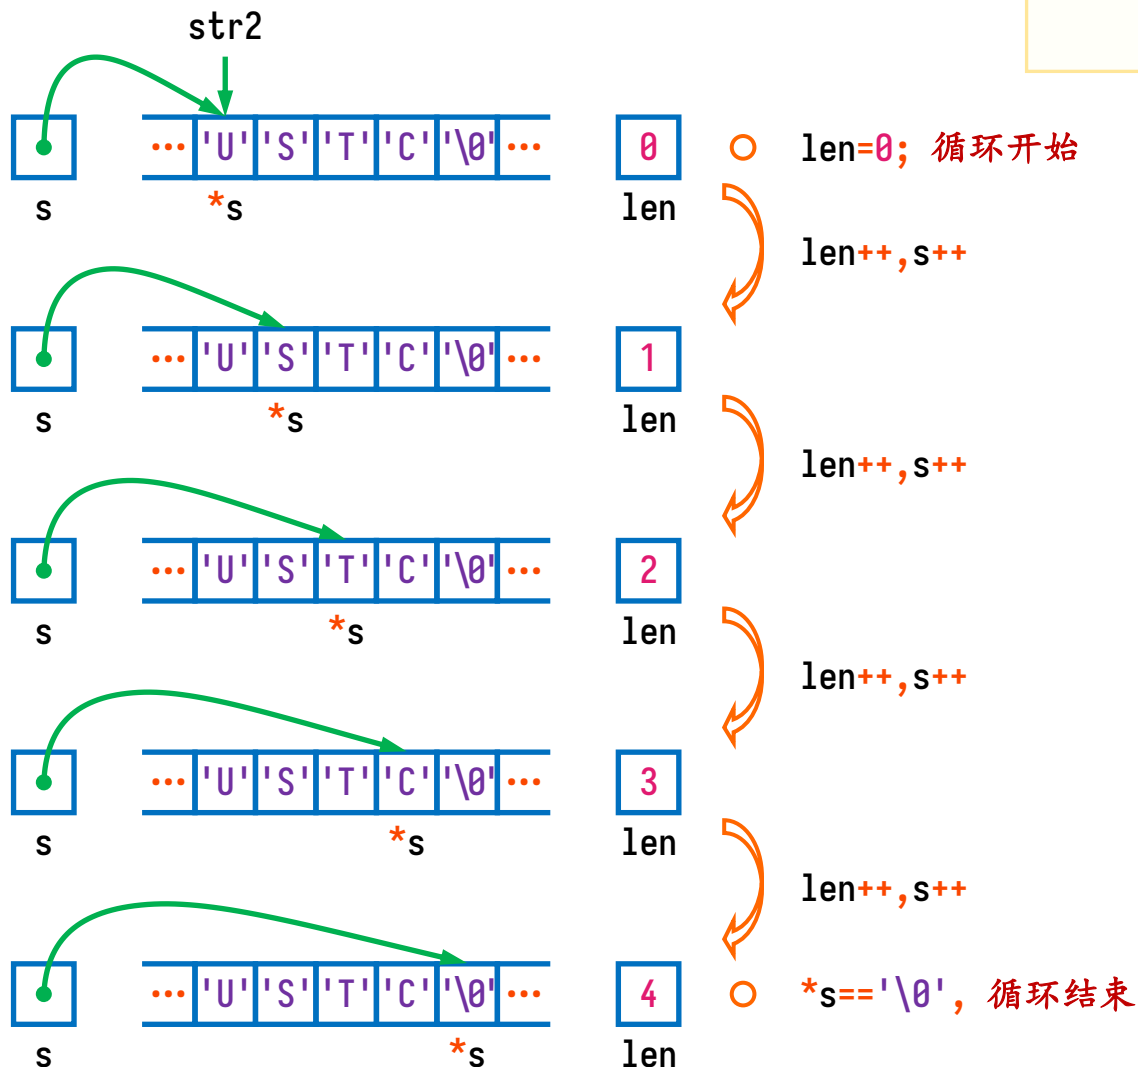 str2
... 'U' 'S' 'T' 'C' '\0' ... 0 len=0; 循环开始
s *s len
len++,s++
... 'U' 'S' 'T' 'C' '\0' ... 1
s *s len
len++,s++
... 'U' 'S' 'T' 'C' '\0' ... 2
s *s len
len++,s++
... 'U' 'S' 'T' 'C' '\0' ... 3
s *s len
len++,s++
... 'U' 'S' 'T' 'C' '\0' ... 4 *s=='\0', 循环结束
s *s len